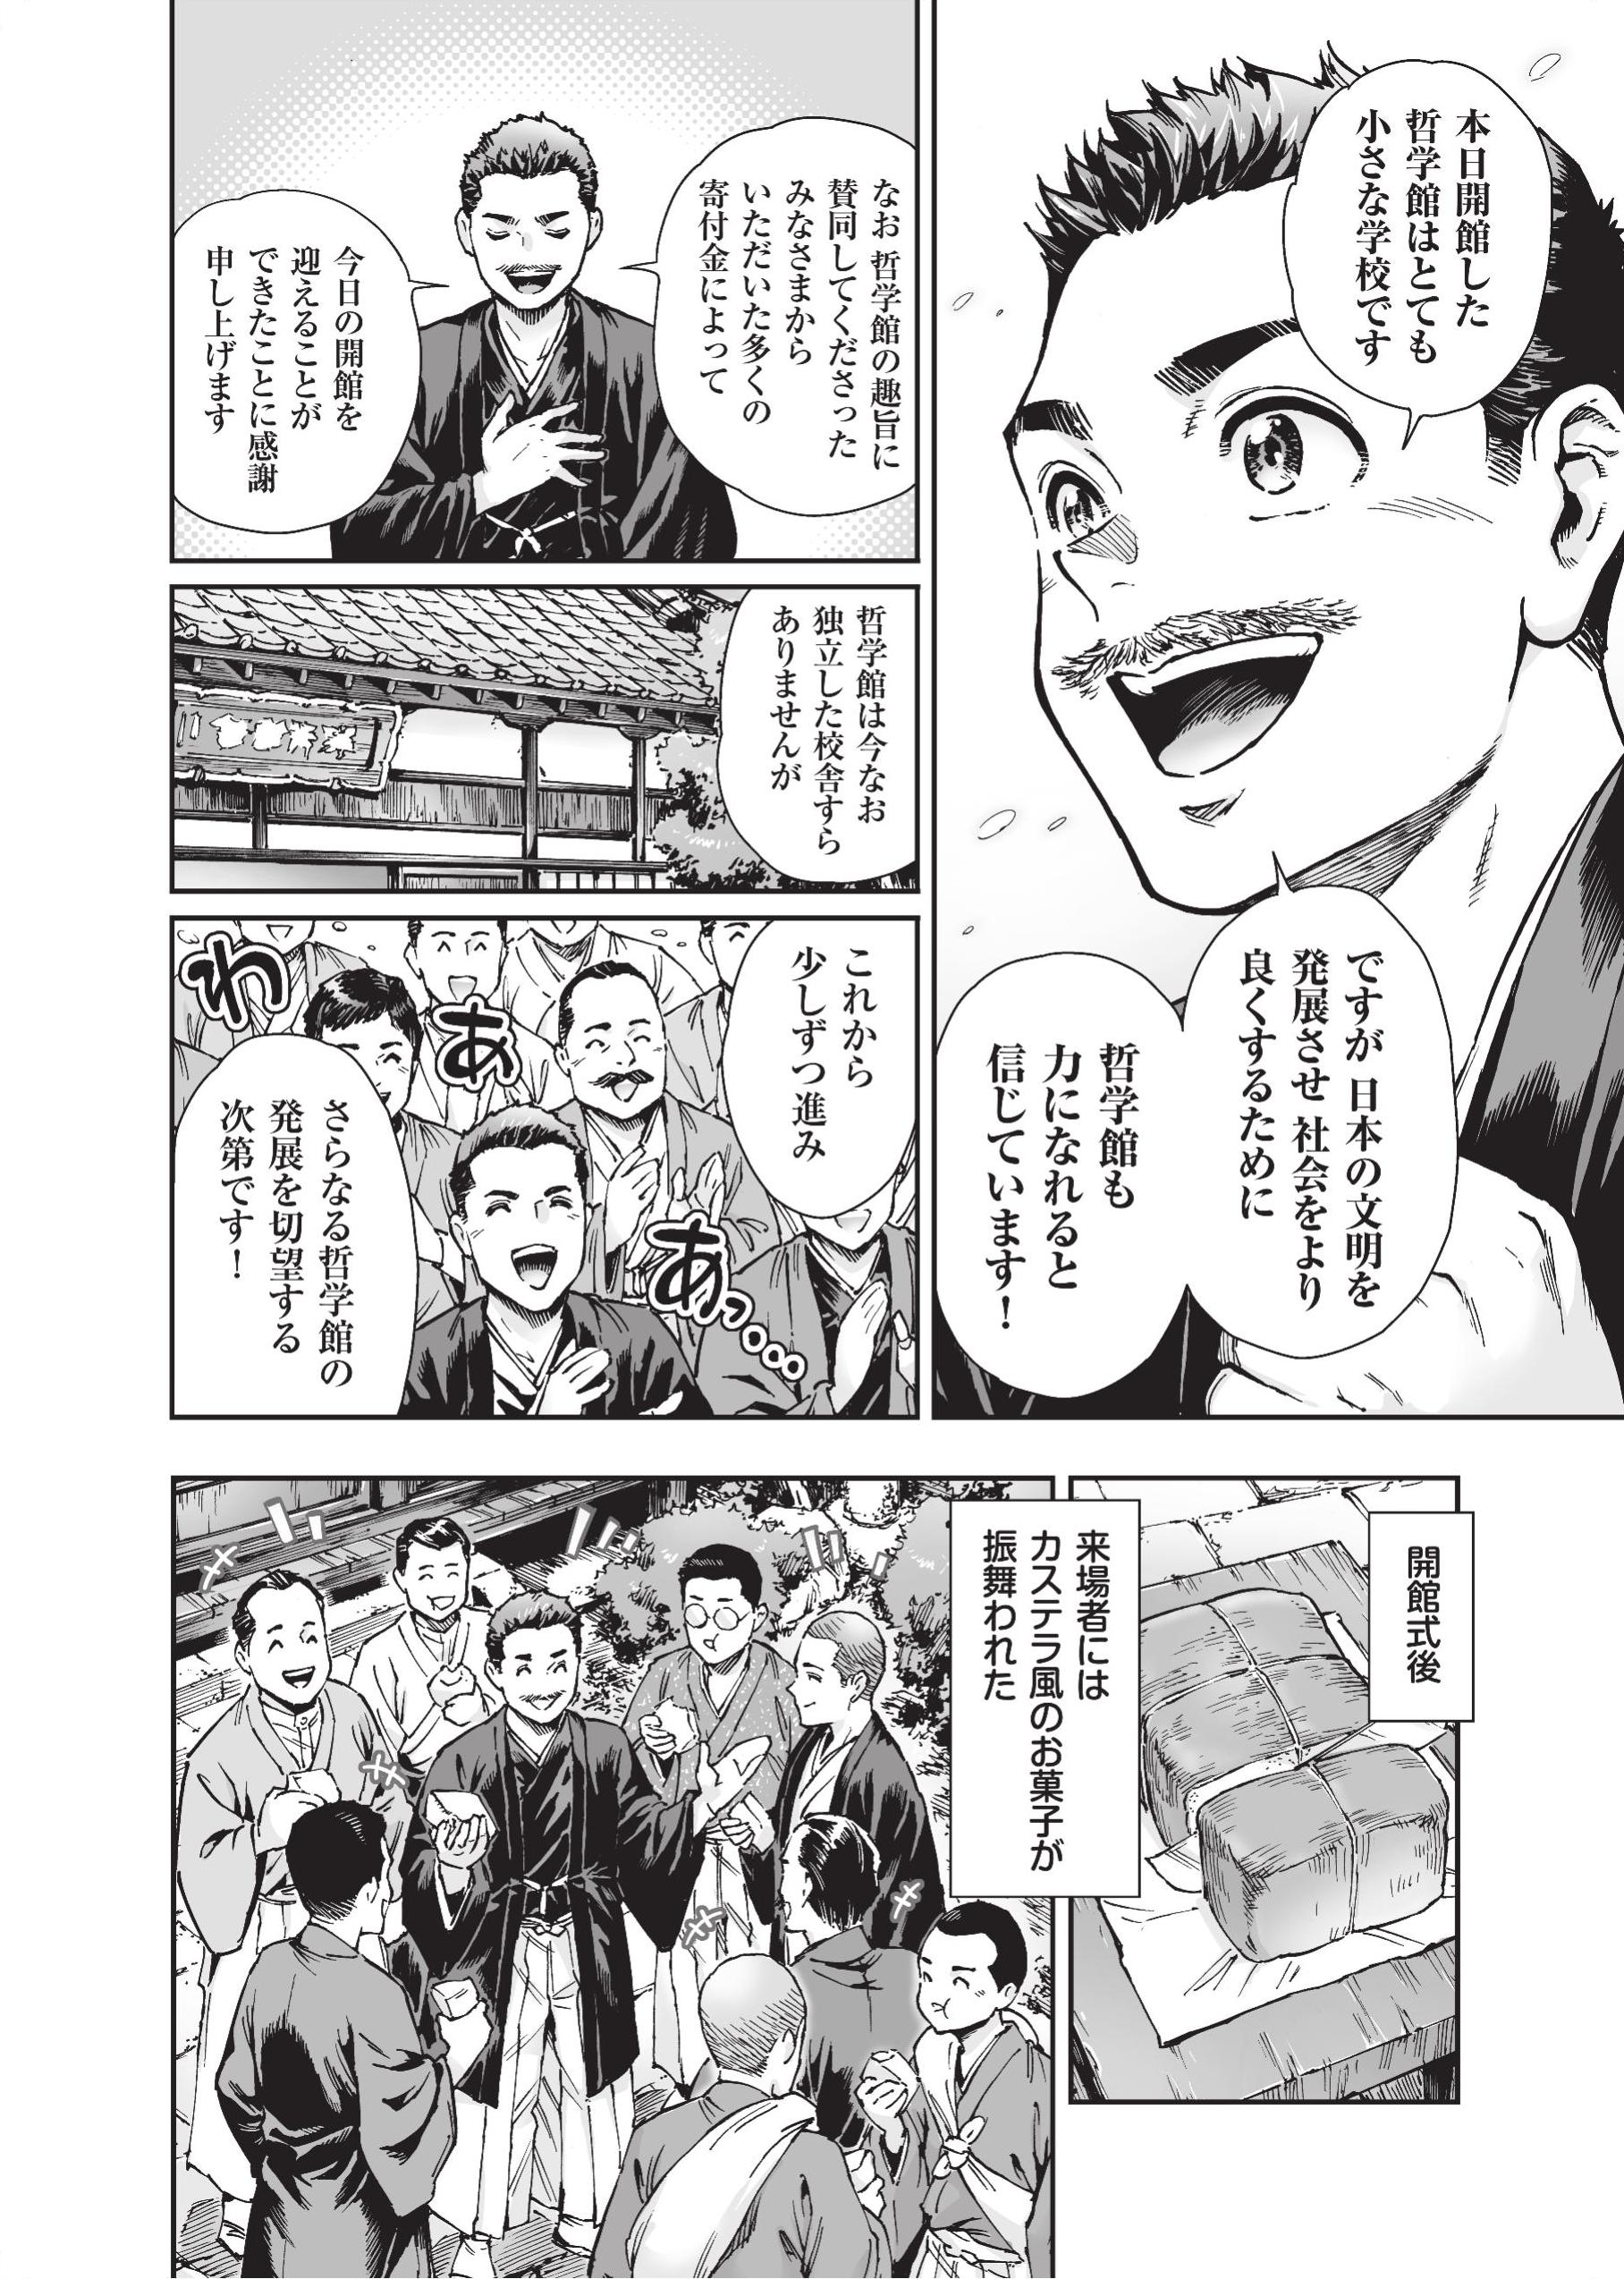 本日開館した
哲学館はとても
小さな学校です
ですが 日本の文明を
発展させ 社会をより
良くするために
哲学館も
力になれると
信じています!
なお 哲学館の趣旨に
賛同してくださった
みなさまから
いただいた多くの
寄付金によって
今日の開館を
迎えることが
できたことに感謝
申し上げます
哲学館は今なお
独立した校舎すら
ありませんが
これから
少しずつ進み
わ
あ
あっ…
さらなる哲学館の
発展を切望する
次第です!
開館式後
来場者には
カステラ風のお菓子が
振舞われた